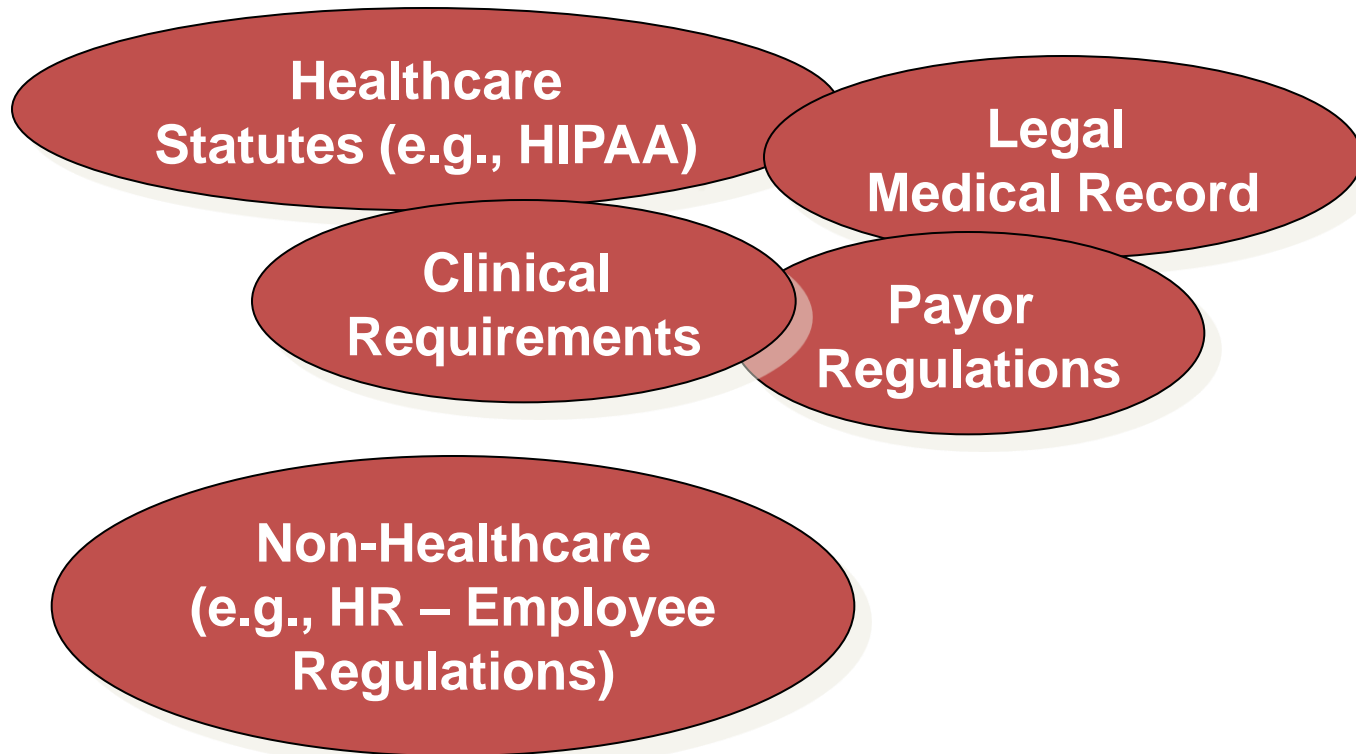 Healthcare
Statutes (e.g., HIPAA)
Legal
Medical Record
Clinical
Requirements
Payor
Regulations
Non-Healthcare
(e.g., HR – Employee
Regulations)